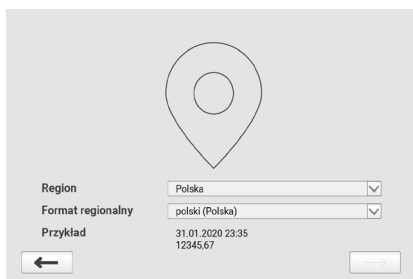 Region Polska
Format regionalny polski (Polska)
Przykład 31.01.2020 23:35
12345,67